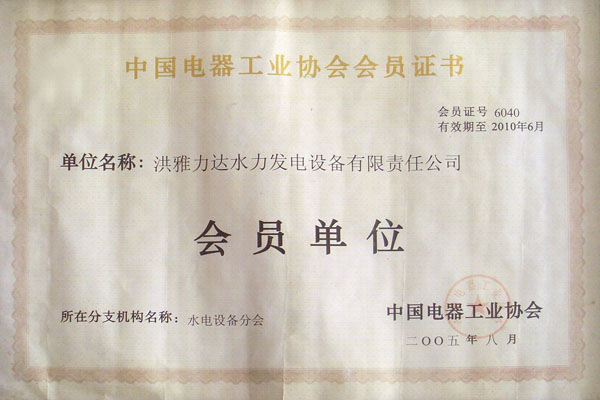 中国电器工业协会会员证书
会员证号 6040
有效期至 2010年6月
单位名称：洪雅力达水力发电设备有限责任公司
会员单位
所在分支机构名称：水电设备分会
中国电器工业协会
二〇〇五年八月